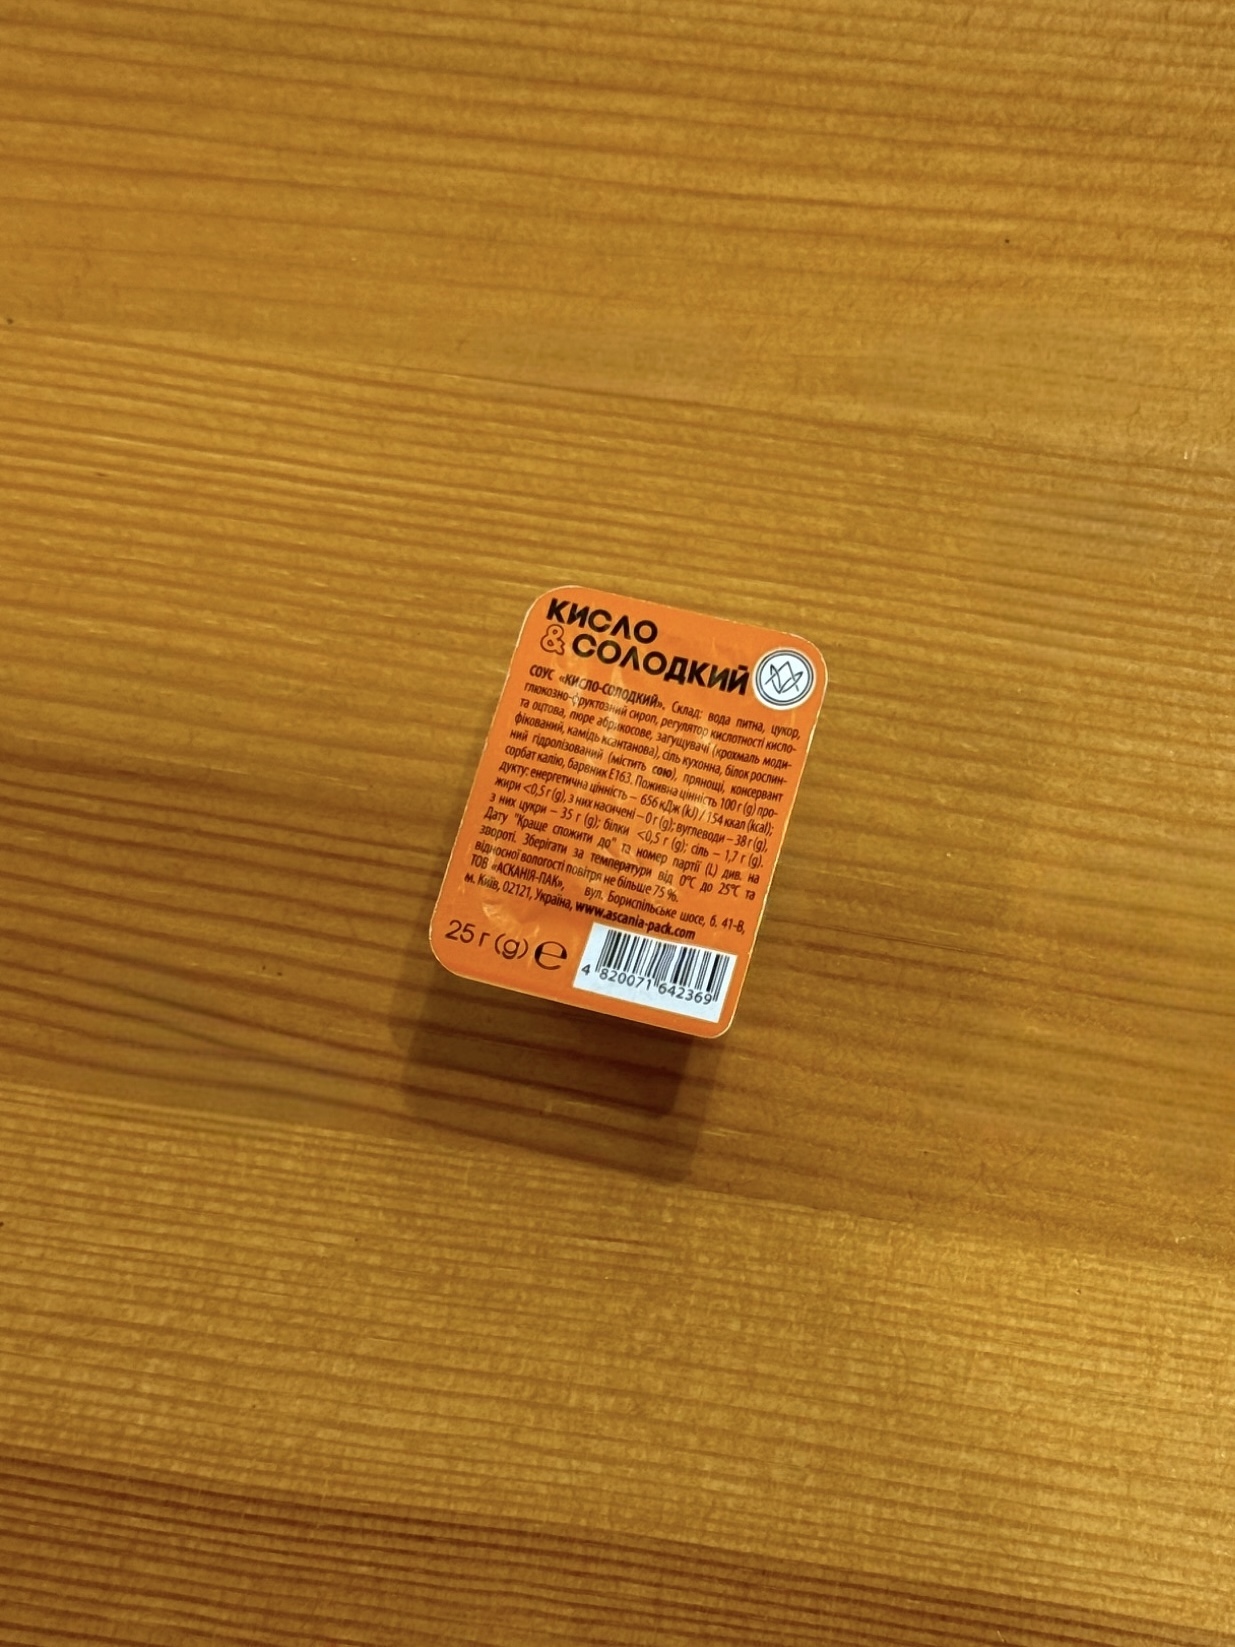 КИСЛО
& СОЛОДКИЙ
СОУС «КИСЛО-СОЛОДКИЙ». Склад: вода питна, цукор,
глюкозно-фруктозний сироп, регулятор кислотності кисло-
та оцтова, пюре абрикосове, загущувачі (крохмаль моди-
фікований, камідь ксантанова), сіль кухонна, білок рослин-
ний гідролізований (містить сою), прянощі, консервант
сорбат калію, барвник Е163. Поживна цінність 100 г (g) про-
дукту: енергетична цінність – 656 кДж (kJ) / 154 ккал (kcal);
жири <0,5 г (g), з них насичені – 0 г (g); вуглеводи – 38 г (g),
з них цукри – 35 г (g); білки <0,5 г (g); сіль – 1,7 г (g).
Дату "Краще спожити до" та номер партії (L) див. на
звороті. Зберігати за температури від 0°С до 25°С та
відносної вологості повітря не більше 75 %.
ТОВ «АСКАНІЯ-ПАК», вул. Бориспільське шосе, б. 41-В,
м. Київ, 02121, Україна, www.ascania-pack.com
25 г (g) ℮
4 820071 642369